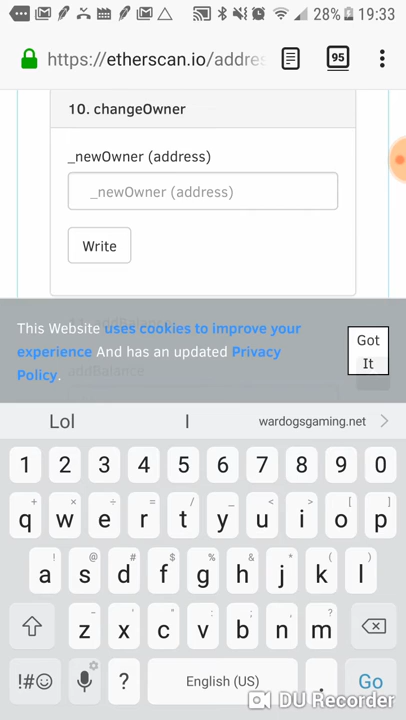 28% 19:33
https://etherscan.io/addres
95
10. changeOwner
_newOwner (address)
_newOwner (address)
Write
This Website uses cookies to improve your
experience And has an updated Privacy
Policy.
Got
It
addBalance
Lol I wardogsgaming.net
1 2 3 4 5 6 7 8 9 0
+ × ÷ = / _ < > [ ]
q w e r t y u i o p
! @ # $ % & * ( )
a s d f g h j k l
- ' " : ; , ?
z x c v b n m
!#☺ ? English (US) . Go
DU Recorder